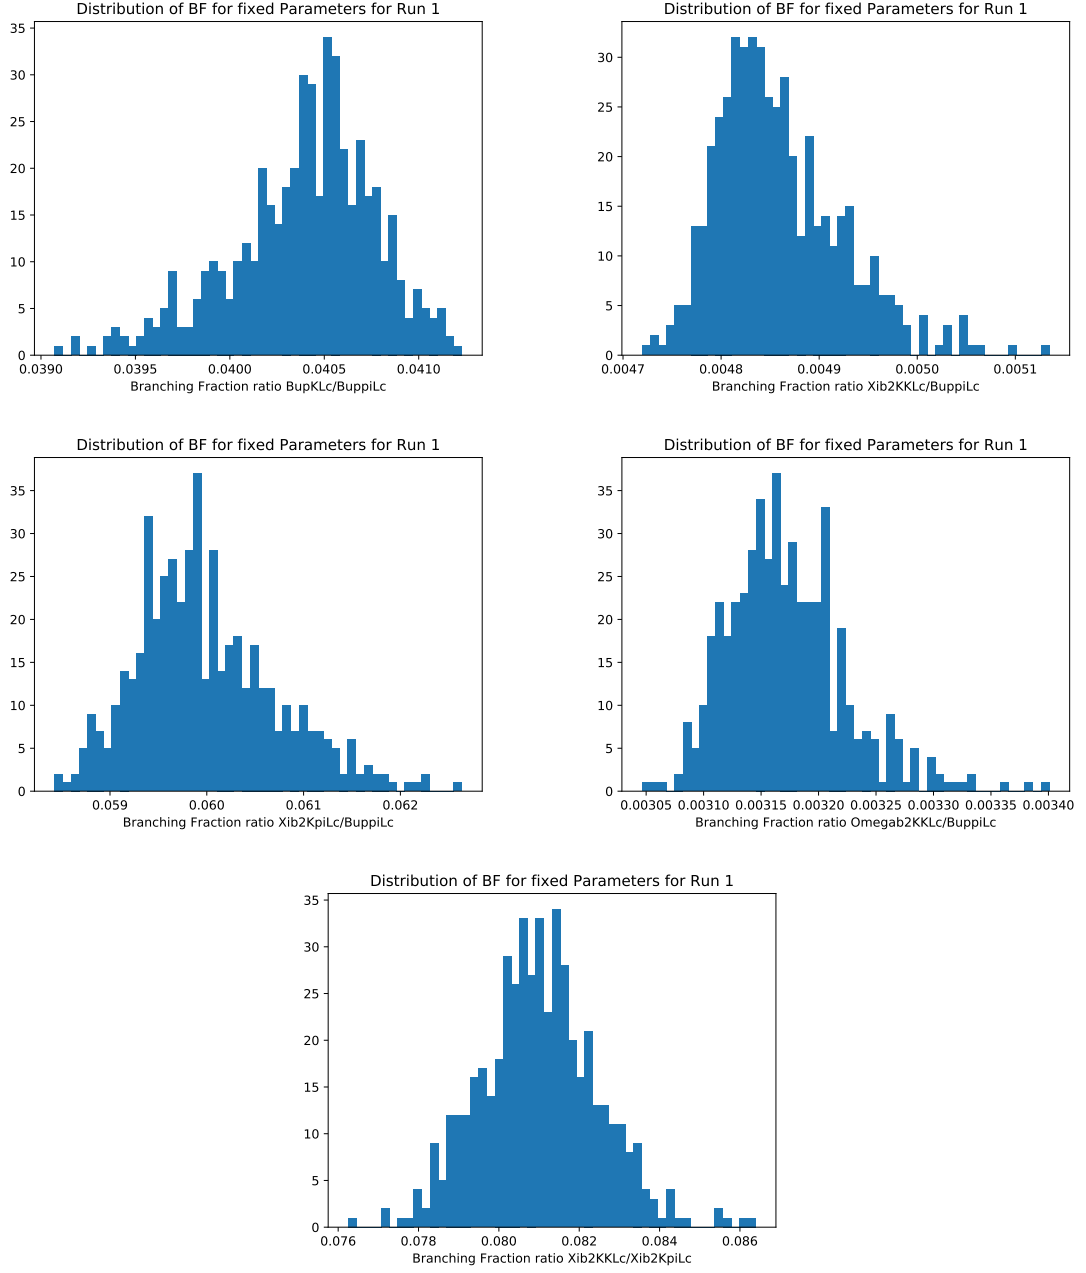 Distribution of BF for fixed Parameters for Run 1
35
30
25
20
15
10
5
0
0.0390 0.0395 0.0400 0.0405 0.0410
Branching Fraction ratio BupKLc/BuppiLc
Distribution of BF for fixed Parameters for Run 1
30
25
20
15
10
5
0
0.0047 0.0048 0.0049 0.0050 0.0051
Branching Fraction ratio Xib2KKLc/BuppiLc
Distribution of BF for fixed Parameters for Run 1
35
30
25
20
15
10
5
0
0.059 0.060 0.061 0.062
Branching Fraction ratio Xib2KpiLc/BuppiLc
Distribution of BF for fixed Parameters for Run 1
35
30
25
20
15
10
5
0
0.00305 0.00310 0.00315 0.00320 0.00325 0.00330 0.00335 0.00340
Branching Fraction ratio Omegab2KKLc/BuppiLc
Distribution of BF for fixed Parameters for Run 1
35
30
25
20
15
10
5
0
0.076 0.078 0.080 0.082 0.084 0.086
Branching Fraction ratio Xib2KKLc/Xib2KpiLc